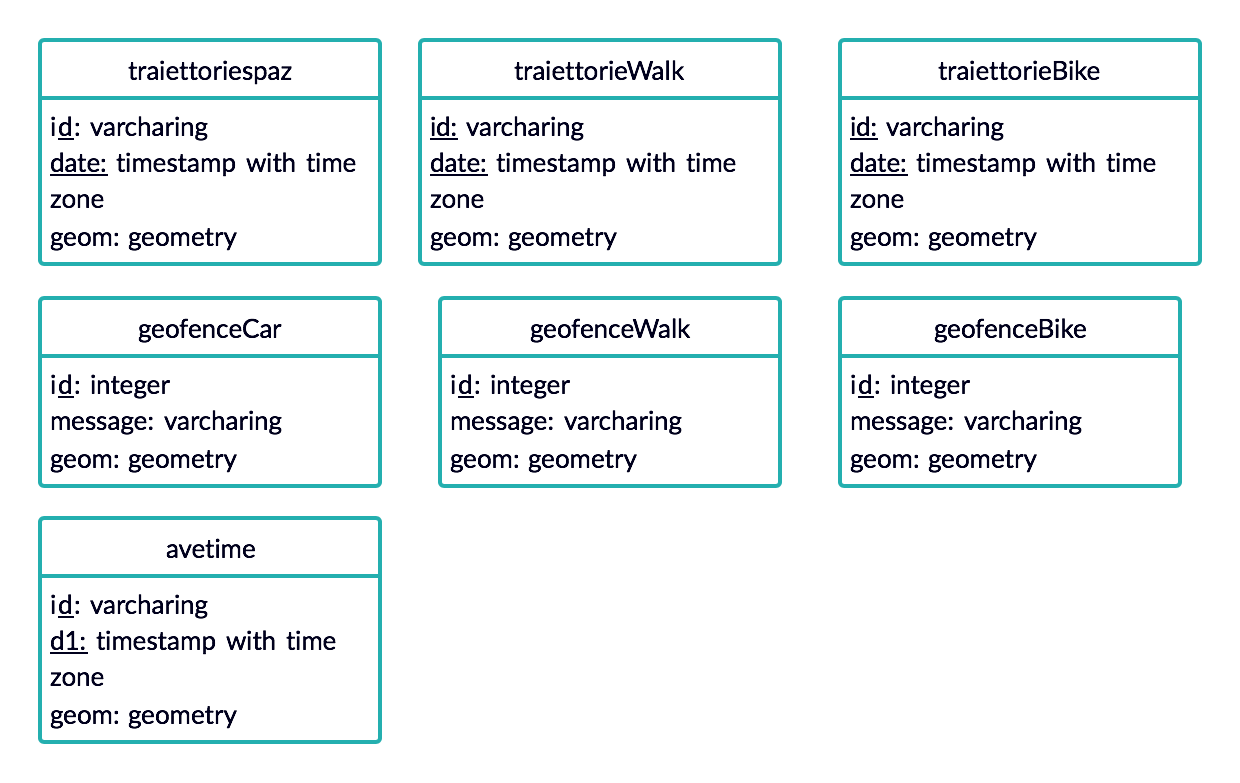 traiettoriespaz
id: varcharing
date: timestamp with time
zone
geom: geometry
traiettorieWalk
id: varcharing
date: timestamp with time
zone
geom: geometry
traiettorieBike
id: varcharing
date: timestamp with time
zone
geom: geometry
geofenceCar
id: integer
message: varcharing
geom: geometry
geofenceWalk
id: integer
message: varcharing
geom: geometry
geofenceBike
id: integer
message: varcharing
geom: geometry
avetime
id: varcharing
d1: timestamp with time
zone
geom: geometry